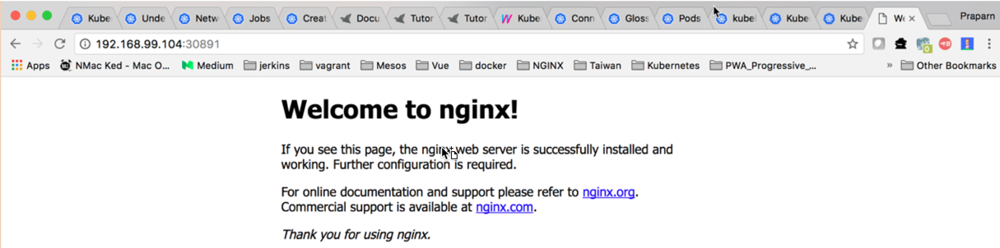 Kube Unde Netw Jobs Creat Docu Tutor Tutor Kube Conn Gloss Pods kube Kube Kube We Praparn
192.168.99.104:30891
Apps NMac Ked - Mac O... Medium jerkins vagrant Mesos Vue docker NGINX Taiwan Kubernetes PWA_Progressive_... » Other Bookmarks
Welcome to nginx!
If you see this page, the nginx web server is successfully installed and
working. Further configuration is required.
For online documentation and support please refer to nginx.org.
Commercial support is available at nginx.com.
Thank you for using nginx.